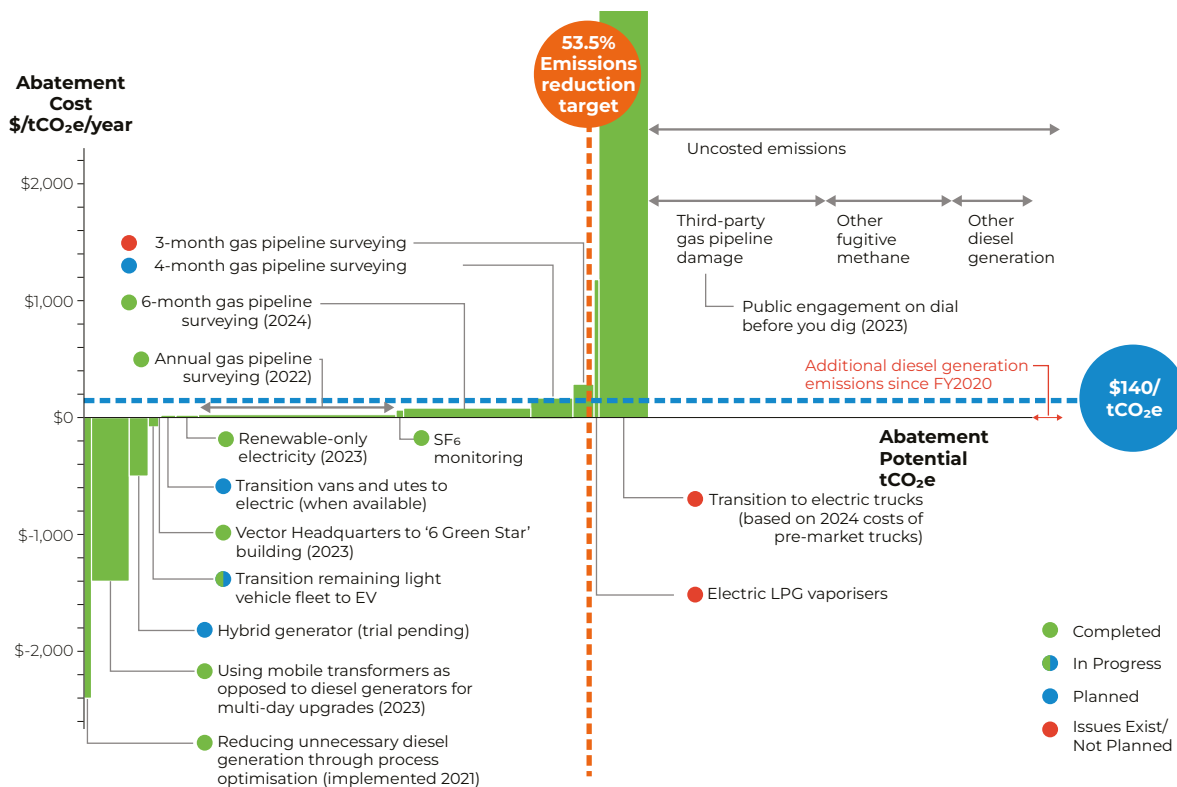 53.5%
Emissions
reduction
target
Abatement
Cost
$/tCO₂e/year
Uncosted emissions
$2,000
Third-party
gas pipeline
damage
Other
fugitive
methane
Other
diesel
generation
3-month gas pipeline surveying
4-month gas pipeline surveying
$1,000
6-month gas pipeline
surveying (2024)
Public engagement on dial
before you dig (2023)
Annual gas pipeline
surveying (2022)
Additional diesel generation
emissions since FY2020
$140/
tCO₂e
$0
Renewable-only
electricity (2023)
SF₆
monitoring
Abatement
Potential
tCO₂e
Transition vans and utes to
electric (when available)
Transition to electric trucks
(based on 2024 costs of
pre-market trucks)
$-1,000
Vector Headquarters to ‘6 Green Star’
building (2023)
Transition remaining light
vehicle fleet to EV
Electric LPG vaporisers
Hybrid generator (trial pending)
$-2,000
Using mobile transformers as
opposed to diesel generators for
multi-day upgrades (2023)
Reducing unnecessary diesel
generation through process
optimisation (implemented 2021)
Completed
In Progress
Planned
Issues Exist/
Not Planned